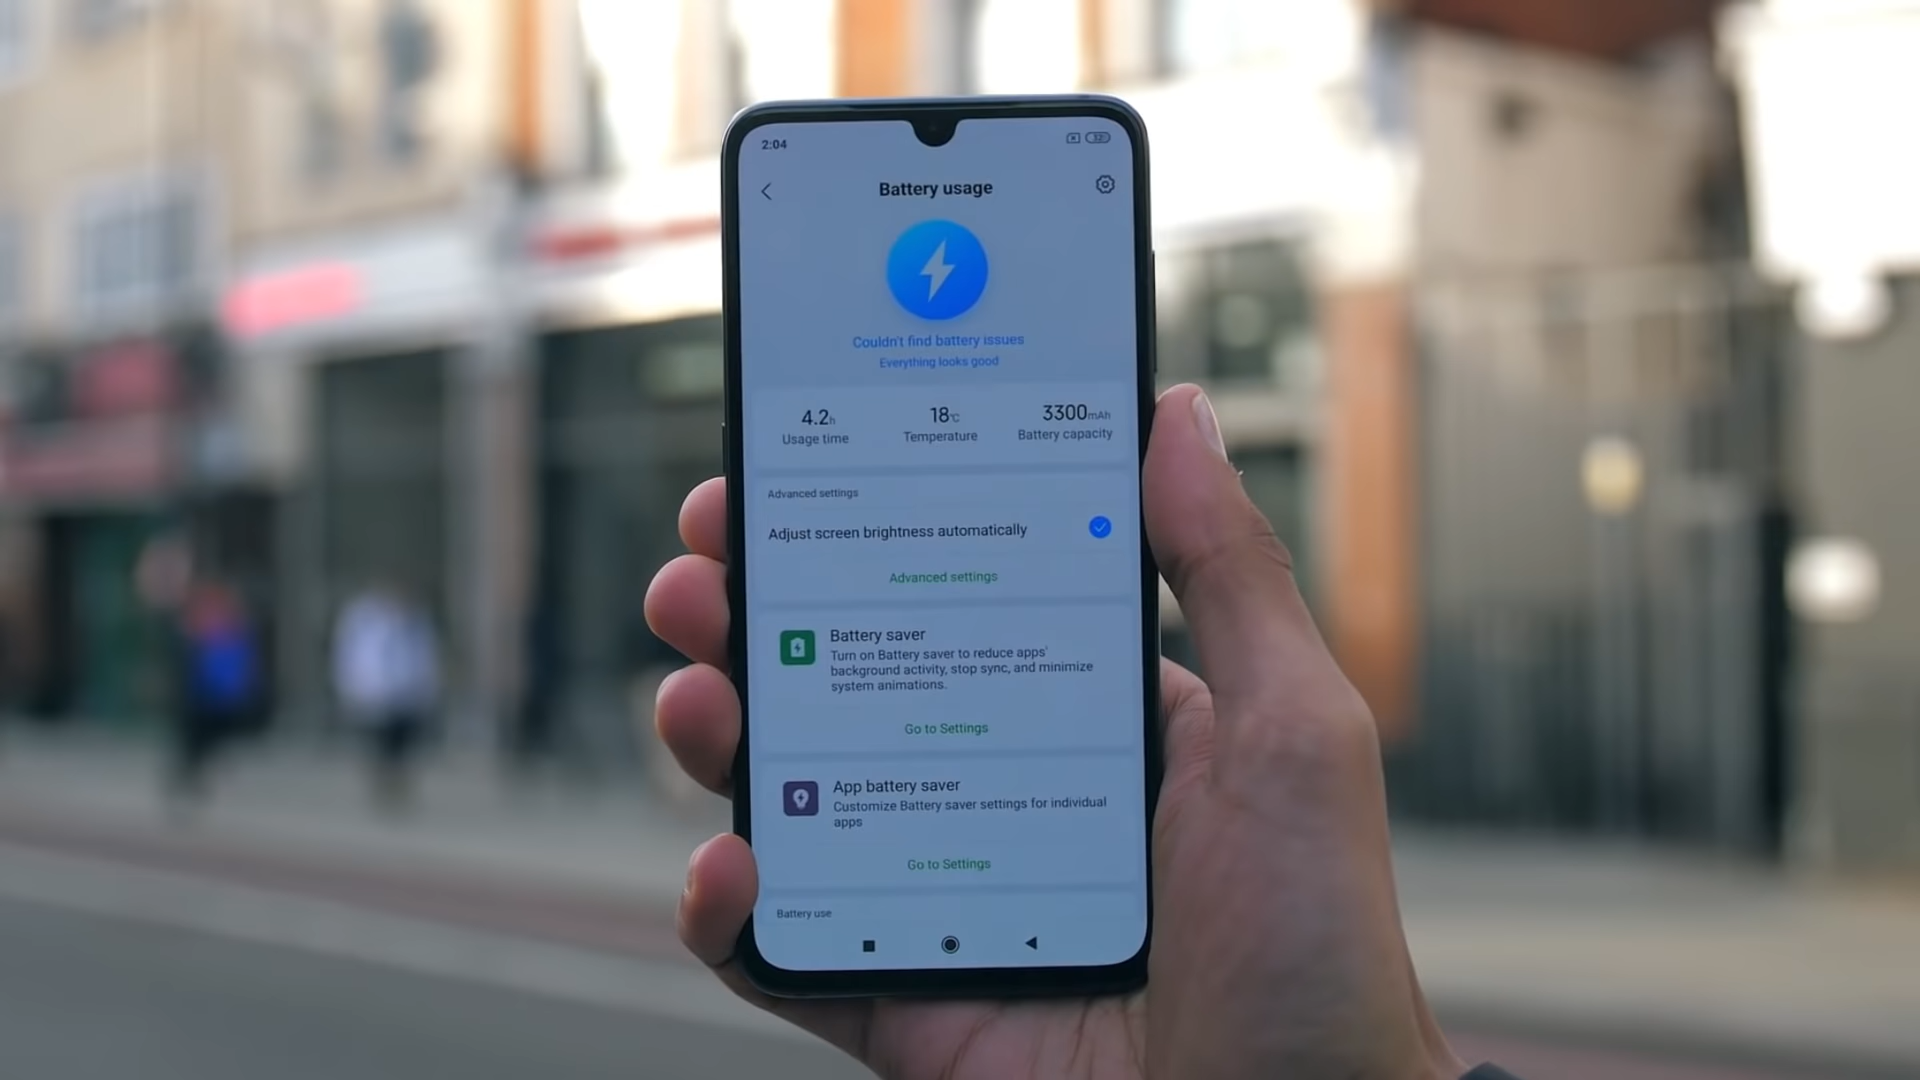 2:04
32
Battery usage
Couldn't find battery issues
Everything looks good
4.2h
Usage time
18°C
Temperature
3300mAh
Battery capacity
Advanced settings
Adjust screen brightness automatically
Advanced settings
Battery saver
Turn on Battery saver to reduce apps'
background activity, stop sync, and minimize
system animations.
Go to Settings
App battery saver
Customize Battery saver settings for individual
apps
Go to Settings
Battery use